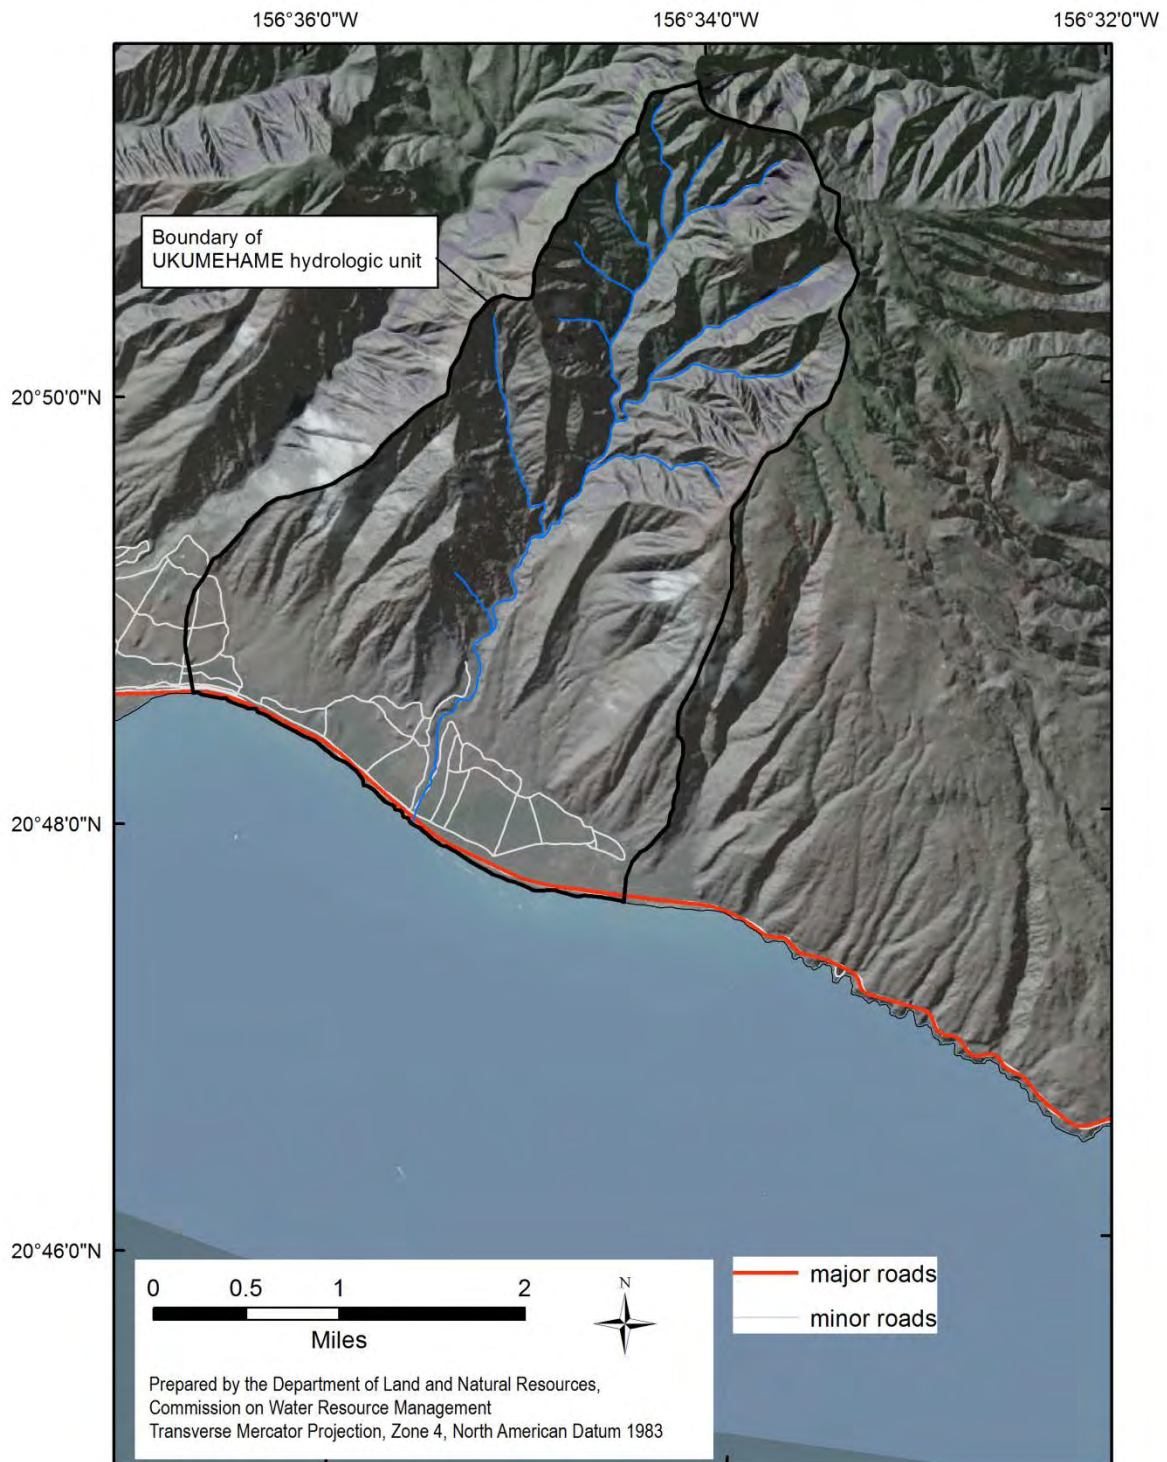 156°36'0"W
156°34'0"W
156°32'0"W
Boundary of
UKUMEHAME hydrologic unit
20°50'0"N
20°48'0"N
20°46'0"N
0 0.5 1 2
Miles
N
major roads
minor roads
Prepared by the Department of Land and Natural Resources,
Commission on Water Resource Management
Transverse Mercator Projection, Zone 4, North American Datum 1983